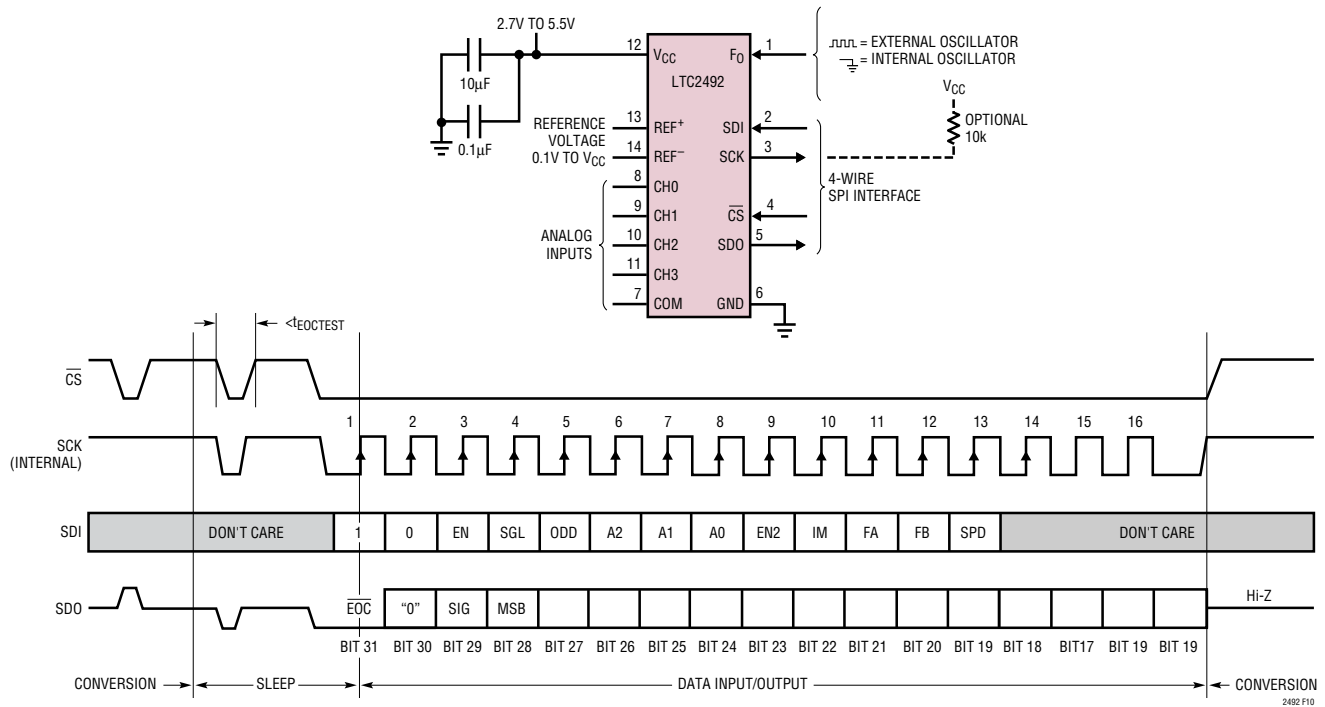 2.7V TO 5.5V
10µF
0.1µF
12
VCC
LTC2492
FO
1
= EXTERNAL OSCILLATOR
= INTERNAL OSCILLATOR
REFERENCE
VOLTAGE
0.1V TO VCC
13
REF+
14
REF−
SDI
2
SCK
3
VCC
OPTIONAL
10k
4-WIRE
SPI INTERFACE
ANALOG
INPUTS
8
CH0
9
CH1
10
CH2
11
CH3
7
COM
CS
4
SDO
5
GND
6
<tEOCTEST
CS
SCK
(INTERNAL)
1 2 3 4 5 6 7 8 9 10 11 12 13 14 15 16
SDI DON'T CARE 1 0 EN SGL ODD A2 A1 A0 EN2 IM FA FB SPD DON'T CARE
SDO EOC “0” SIG MSB Hi-Z
BIT 31 BIT 30 BIT 29 BIT 28 BIT 27 BIT 26 BIT 25 BIT 24 BIT 23 BIT 22 BIT 21 BIT 20 BIT 19 BIT 18 BIT17 BIT 19 BIT 19
CONVERSION SLEEP DATA INPUT/OUTPUT CONVERSION
2492 F10